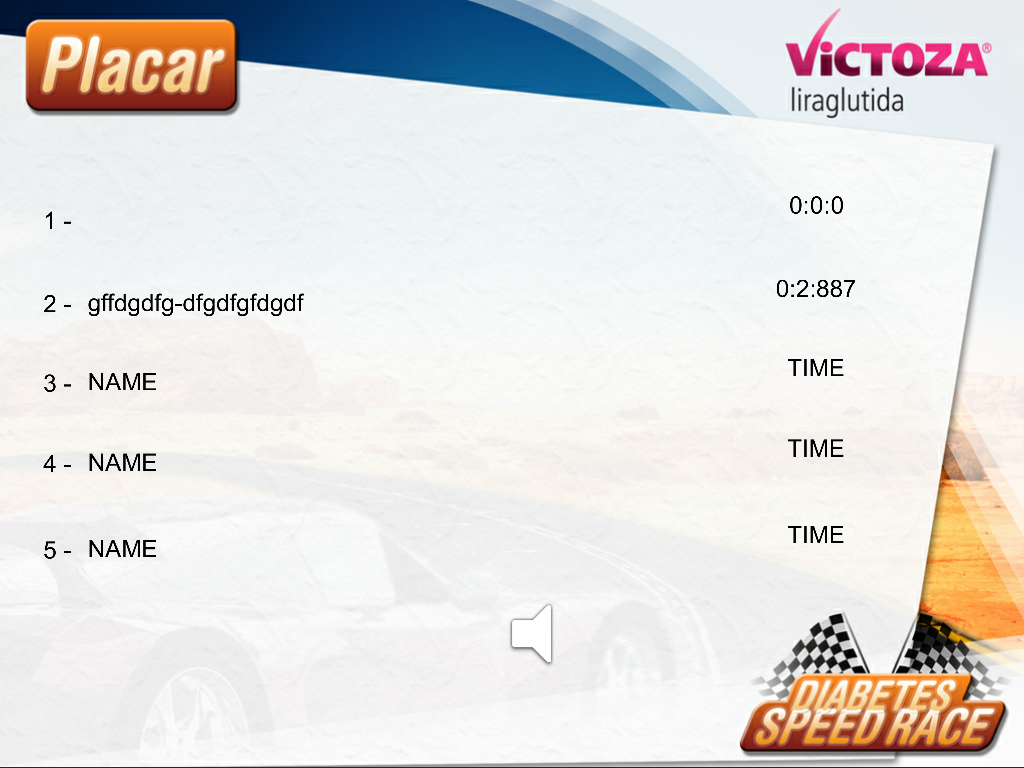 Placar
VICTOZA®
liraglutida
1 - 0:0:0
2 - gffdgdfg-dfgdfgfdgdf 0:2:887
3 - NAME TIME
4 - NAME TIME
5 - NAME TIME
DIABETES
SPEED RACE